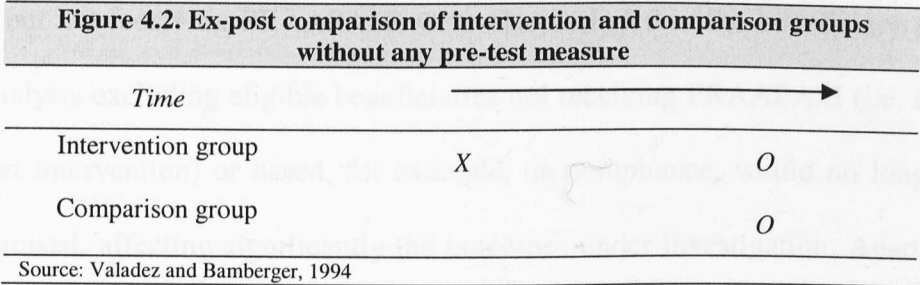 Figure 4.2. Ex-post comparison of intervention and comparison groups
without any pre-test measure
Time
Intervention group X O
Comparison group O
Source: Valadez and Bamberger, 1994